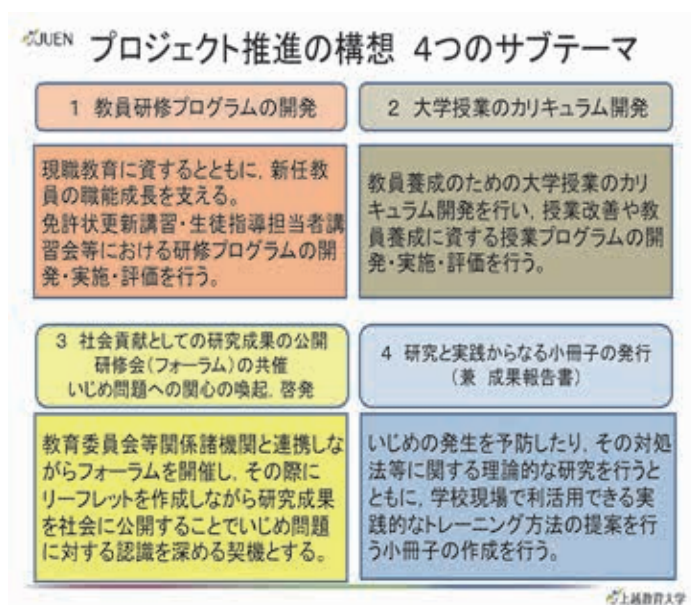 JUEN
プロジェクト推進の構想 4つのサブテーマ
1 教員研修プログラムの開発
2 大学授業のカリキュラム開発
現職教育に資するとともに, 新任教
員の職能成長を支える。
免許状更新講習・生徒指導担当者講
習会等における研修プログラムの開
発・実施・評価を行う。
教員養成のための大学授業のカリ
キュラム開発を行い, 授業改善や教
員養成に資する授業プログラムの開
発・実施・評価を行う。
3 社会貢献としての研究成果の公開
研修会(フォーラム)の共催
いじめ問題への関心の喚起, 啓発
4 研究と実践からなる小冊子の発行
(兼 成果報告書)
教育委員会等関係諸機関と連携しな
がらフォーラムを開催し, その際に
リーフレットを作成しながら研究成果
を社会に公開することでいじめ問題
に対する認識を深める契機とする。
いじめの発生を予防したり, その対処
法等に関する理論的な研究を行うと
ともに, 学校現場で利活用できる実
践的なトレーニング方法の提案を行
う小冊子の作成を行う。
上越教育大学